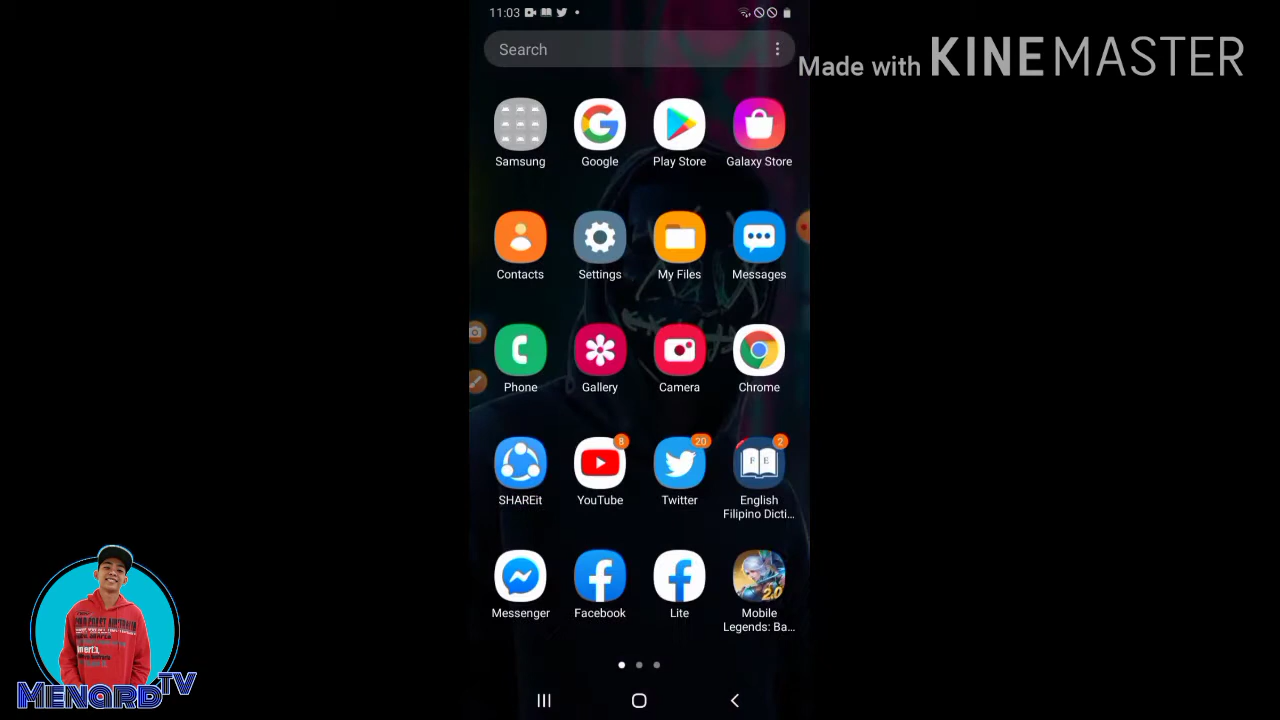 11:03
Search
Made with KINEMASTER
Samsung
Google
Play Store
Galaxy Store
Contacts
Settings
My Files
Messages
Phone
Gallery
Camera
Chrome
8
20
2
F E
SHAREit
YouTube
Twitter
English
Filipino Dicti...
2.0
Messenger
Facebook
Lite
Mobile
Legends: Ba...
MENARD TV